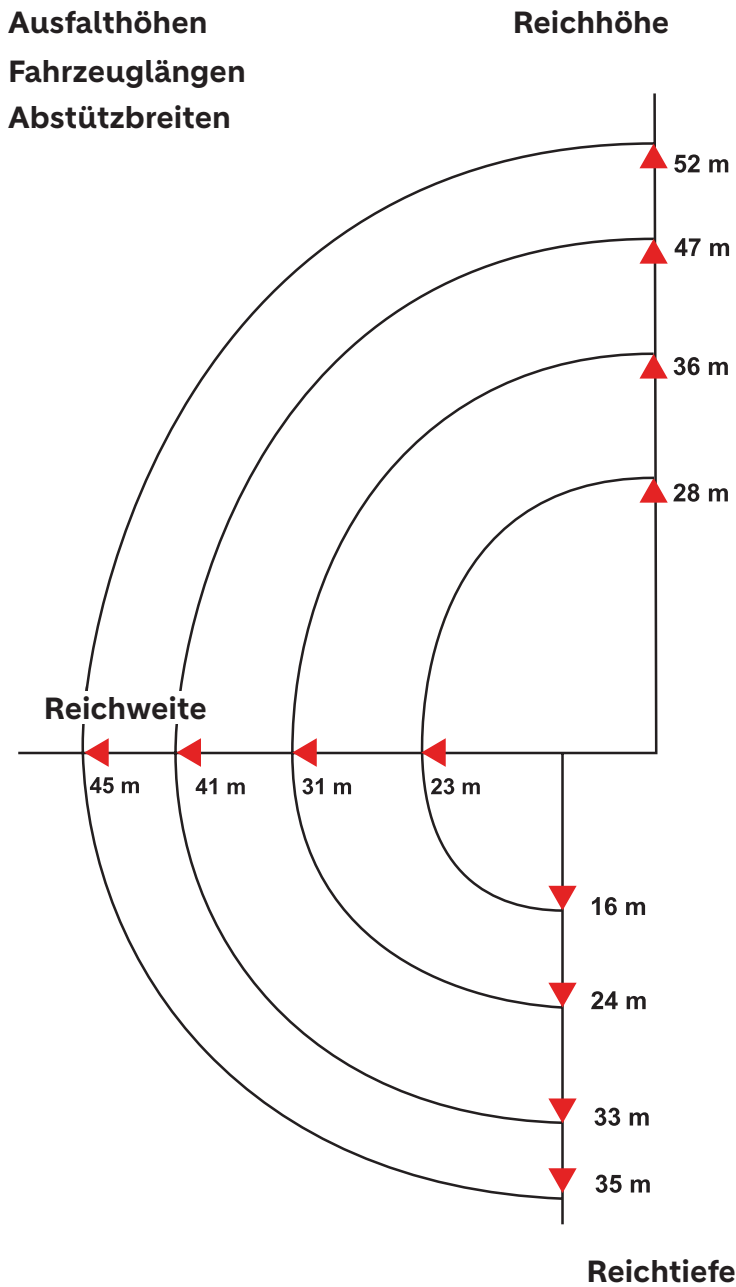 Ausfalthöhen
Reichhöhe
Fahrzeuglängen
Abstützbreiten
52 m
47 m
36 m
28 m
Reichweite
45 m
41 m
31 m
23 m
16 m
24 m
33 m
35 m
Reichtiefe